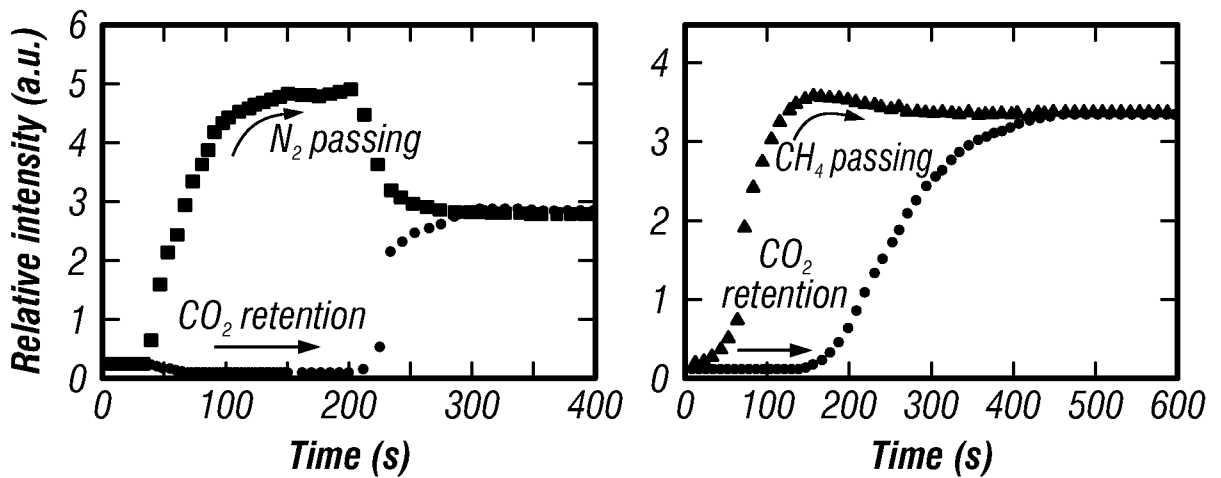 Relative intensity (a.u.)
6
5
4
3
2
1
0
0 100 200 300 400
Time (s)
N₂ passing
CO₂ retention
4
3
2
1
0
0 100 200 300 400 500 600
Time (s)
CH₄ passing
CO₂
retention